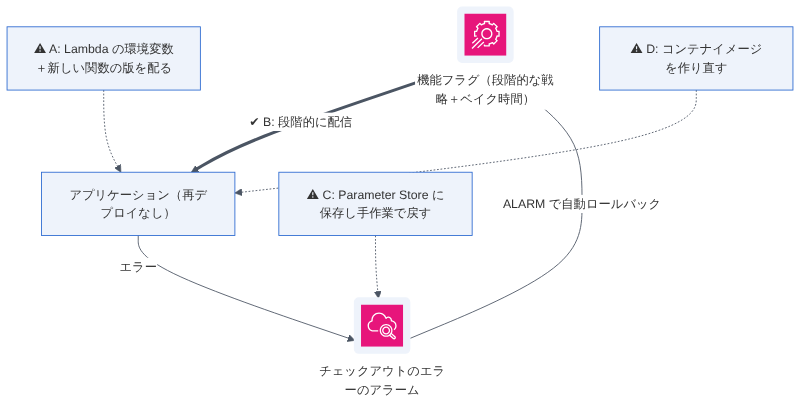 ⚠ A: Lambda の環境変数
＋新しい関数の版を配る
⚠ D: コンテナイメージ
を作り直す
機能フラグ（段階的な戦
略＋ベイク時間）
✔ B: 段階的に配信
アプリケーション（再デ
プロイなし）
⚠ C: Parameter Store に
保存し手作業で戻す
ALARM で自動ロールバック
エラー
チェックアウトのエラ
ーのアラーム